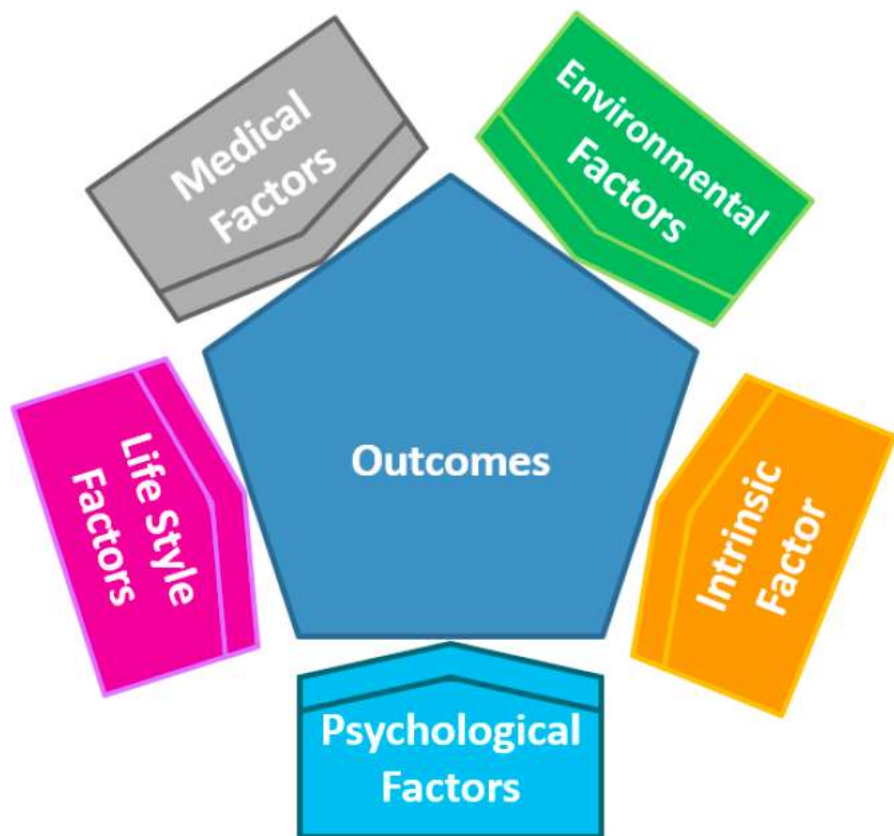 Medical
Factors
Environmental
Factors
Life Style
Factors
Outcomes
Intrinsic
Factor
Psychological
Factors